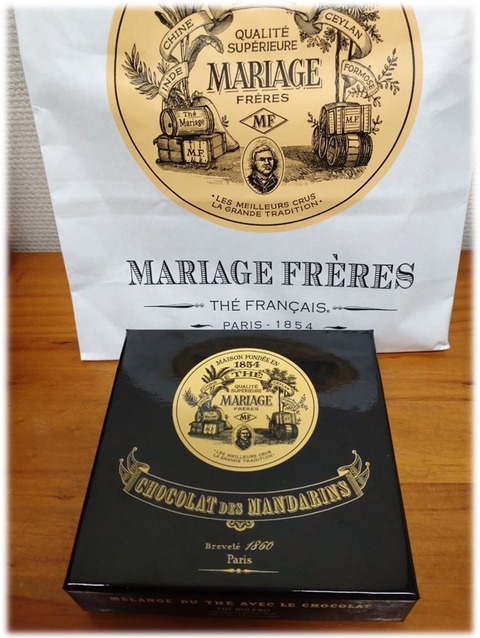 CHINE
CEYLAN
INDE
FORMOSE
QUALITÉ
SUPÉRIEURE
MARIAGE
FRÈRES
MF
Thé
Mariage
M.F
M.F
• LES MEILLEURS CRUS
LA GRANDE TRADITION •
MARIAGE FRÈRES
THÉ FRANÇAIS
PARIS - 1854
MAISON FONDÉE EN
1854
THÉ
QUALITÉ
SUPÉRIEURE
MARIAGE
FRÈRES
MF
• LES MEILLEURS CRUS
LA GRANDE TRADITION •
CHOCOLAT DES MANDARINS
Breveté 1860
Paris
MÉLANGE DU THÉ AVEC LE CHOCOLAT
THÉ BOLÉRO